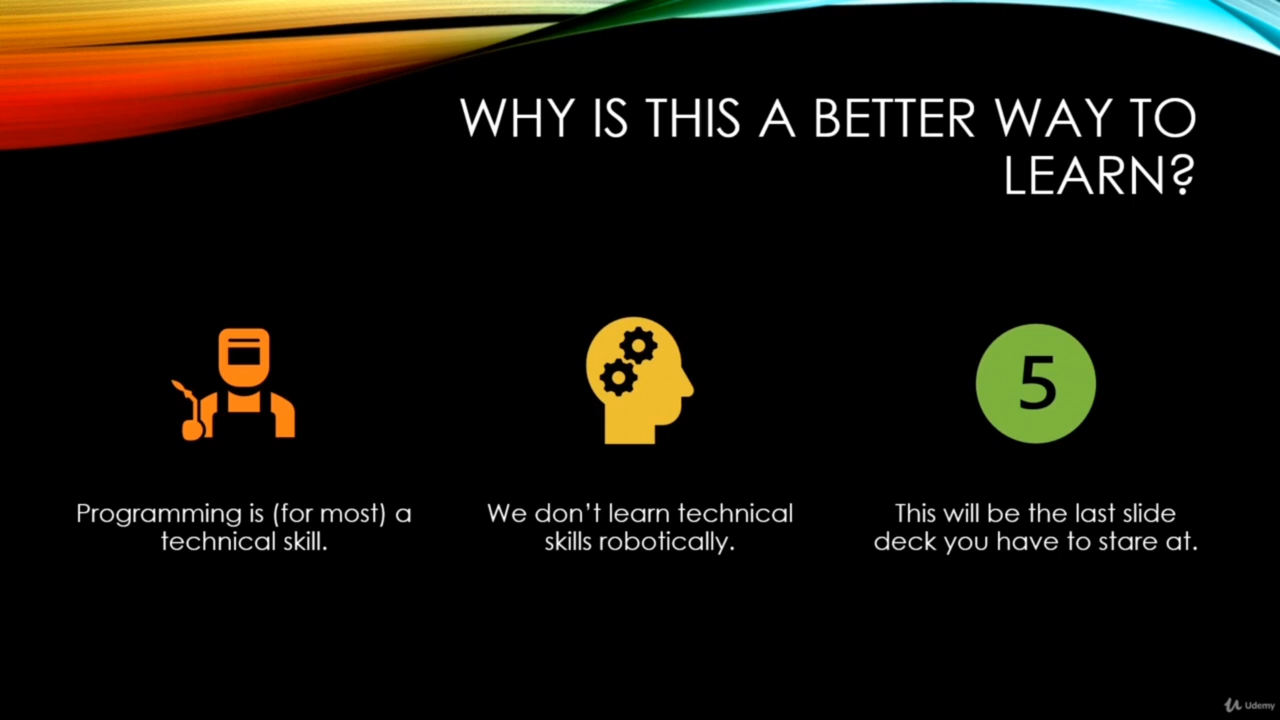 WHY IS THIS A BETTER WAY TO
LEARN?
5
Programming is (for most) a
technical skill.
We don't learn technical
skills robotically.
This will be the last slide
deck you have to stare at.
Udemy